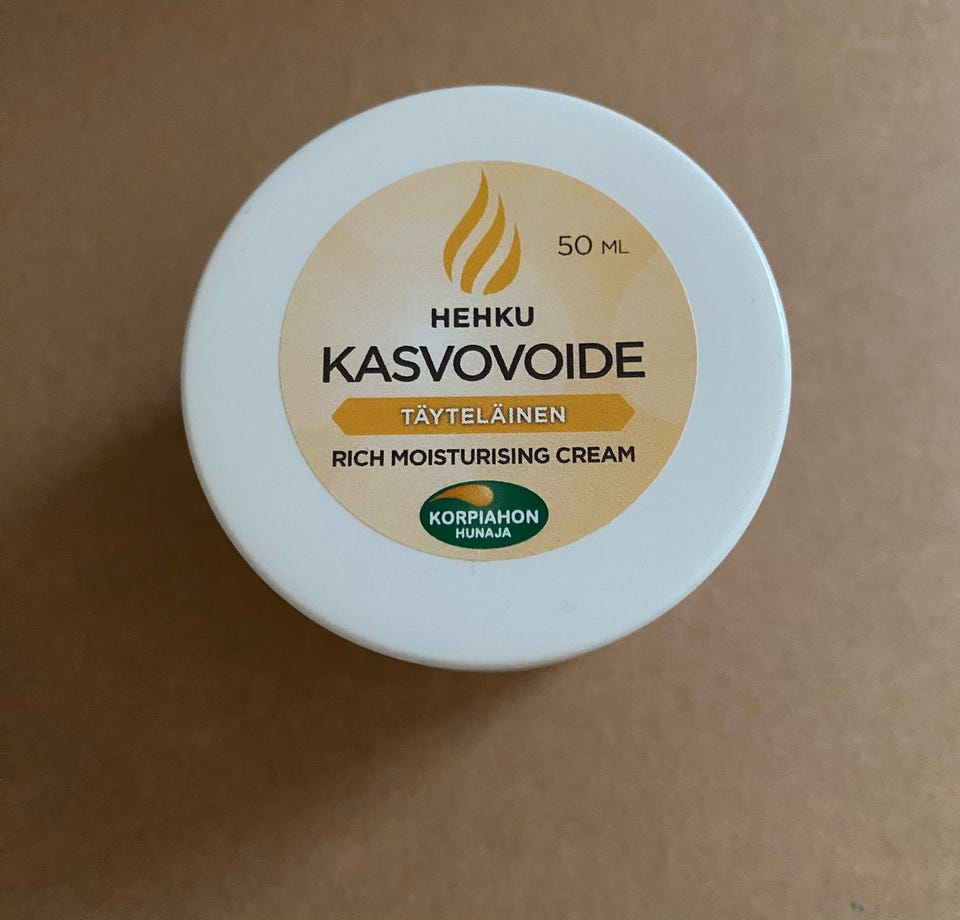 50 ML
HEHKU
KASVOVOIDE
TÄYTELÄINEN
RICH MOISTURISING CREAM
KORPIAHON
HUNAJA